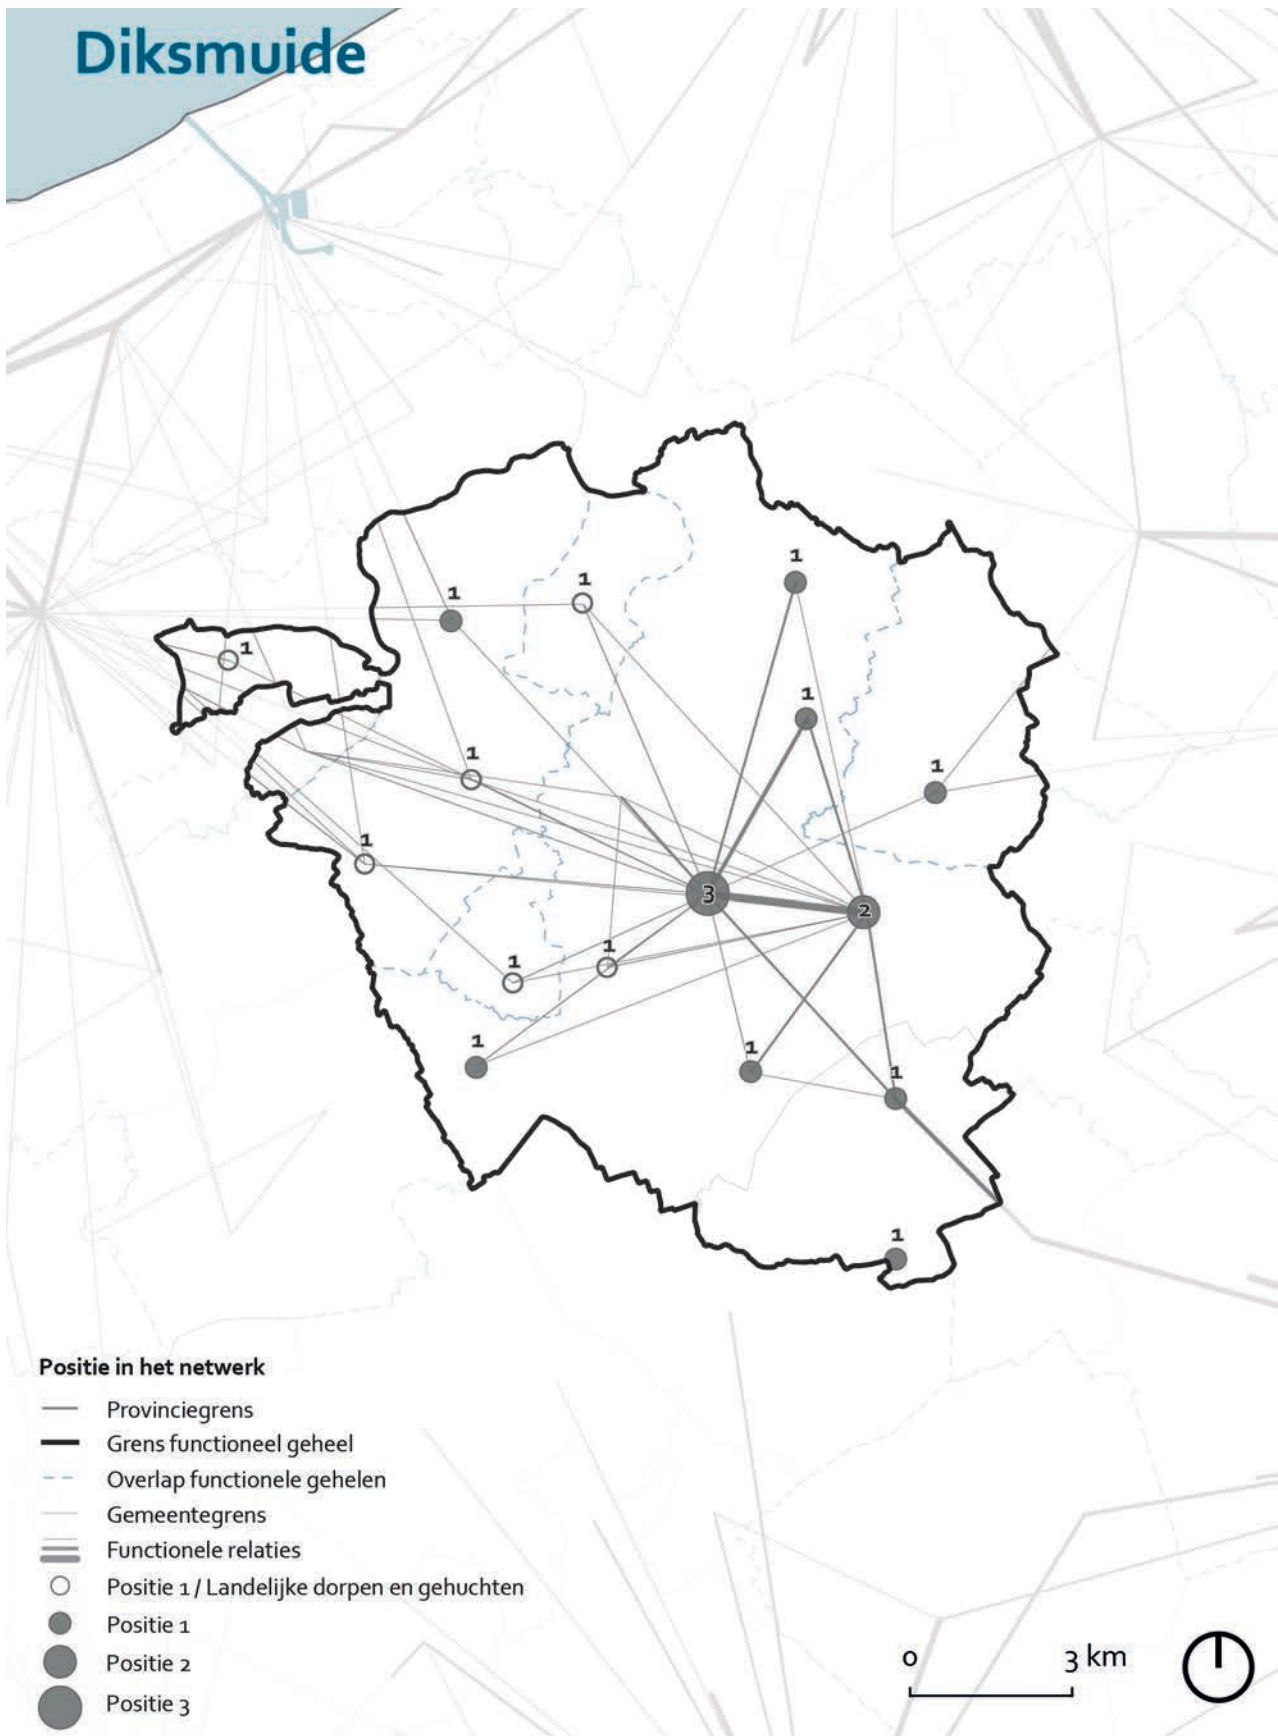 Diksmuide
1
1
1
1
1
1
1
1
1
3
2
1
1
1
1
1
1
Positie in het netwerk
Provinciegrens
Grens functioneel geheel
Overlap functionele gehelen
Gemeentegrens
Functionele relaties
Positie 1 / Landelijke dorpen en gehuchten
Positie 1
Positie 2
Positie 3
0 3 km